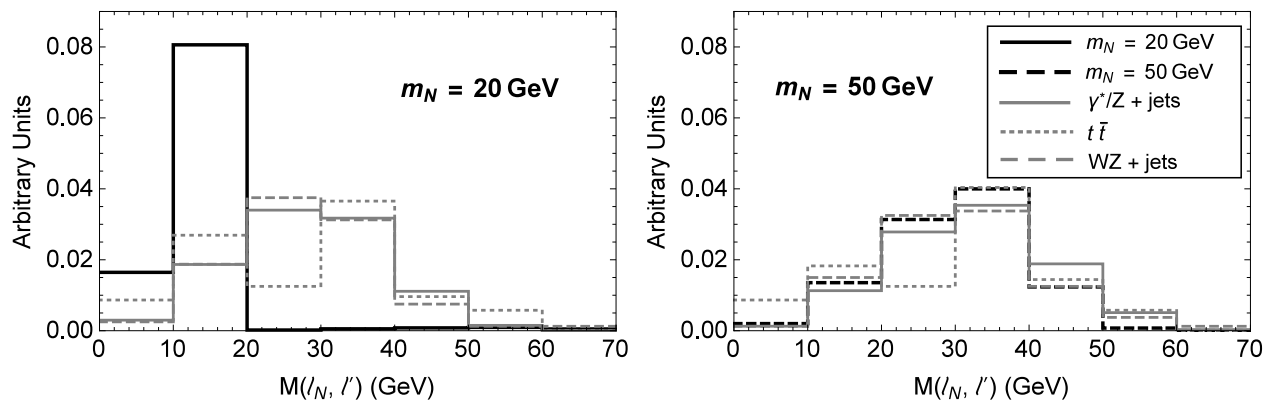 Arbitrary Units
0.08
0.06
0.04
0.02
0.00
m_N = 20 GeV
0 10 20 30 40 50 60 70
M(ℓ_N, ℓ′) (GeV)
Arbitrary Units
0.08
0.06
0.04
0.02
0.00
m_N = 50 GeV
m_N = 20 GeV
m_N = 50 GeV
γ*/Z + jets
t t̄
WZ + jets
0 10 20 30 40 50 60 70
M(ℓ_N, ℓ′) (GeV)